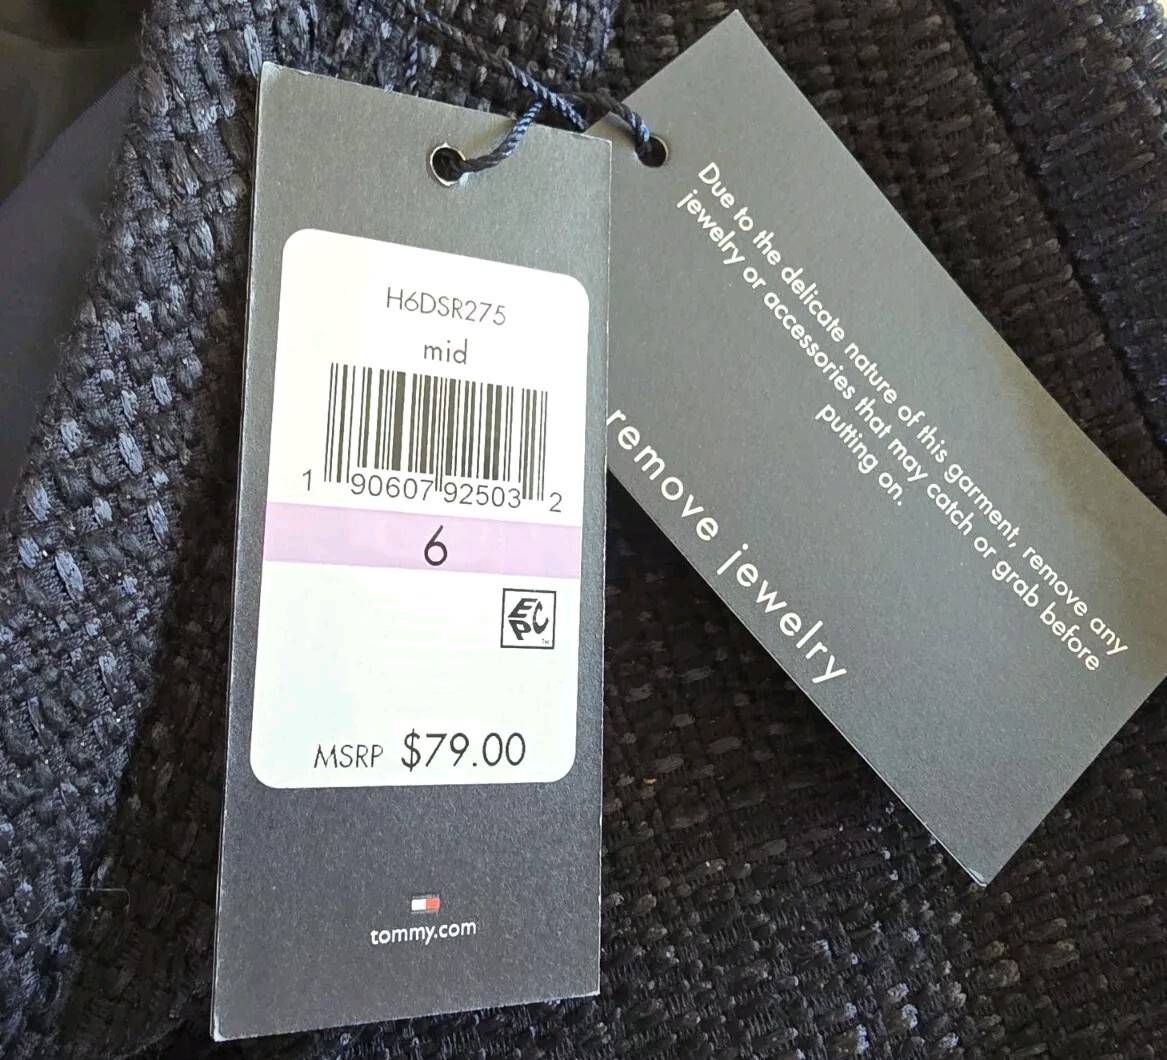 H6DSR275
mid
1 90607 92503 2
6
EPC
MSRP $79.00
tommy.com
Due to the delicate nature of this garment, remove any
jewelry or accessories that may catch or grab before
putting on.
remove jewelry